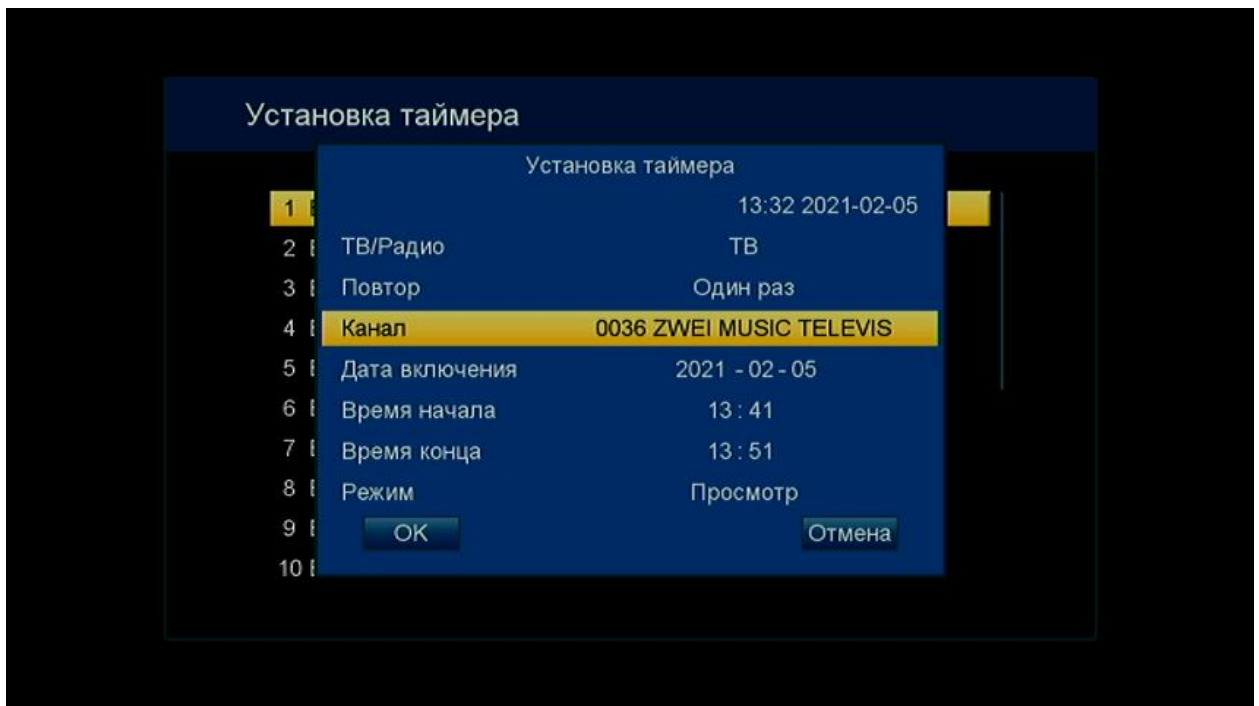 Установка таймера
Установка таймера
13:32 2021-02-05
1
2
ТВ/Радио ТВ
3
Повтор Один раз
4
Канал 0036 ZWEI MUSIC TELEVIS
5
Дата включения 2021 - 02 - 05
6
Время начала 13 : 41
7
Время конца 13 : 51
8
Режим Просмотр
9
OK Отмена
10